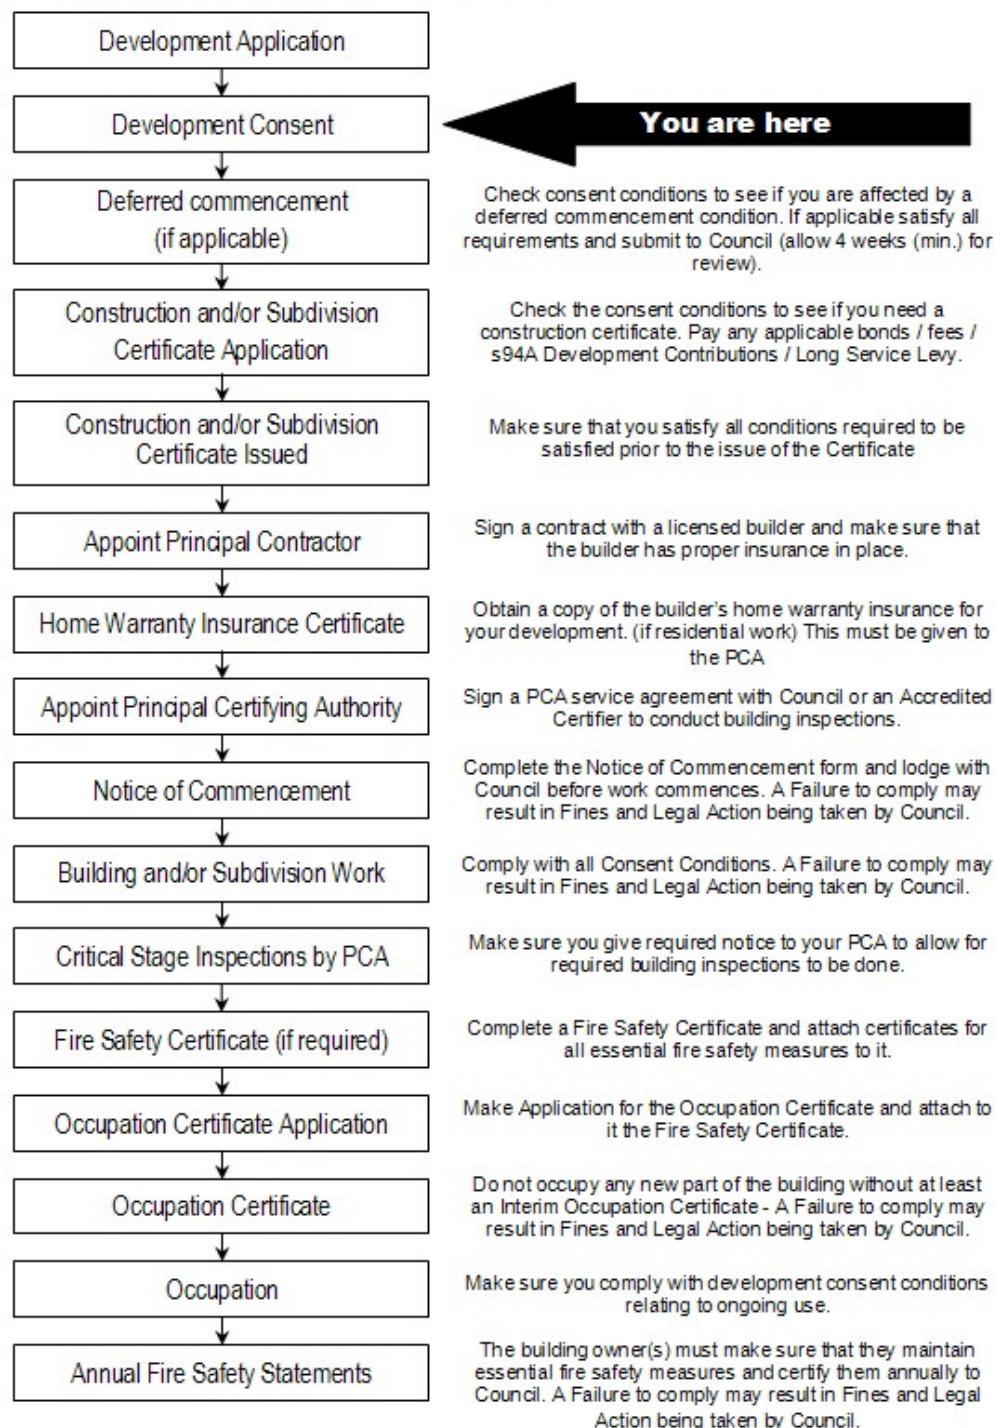 Development Application
Development Consent
You are here
Deferred commencement
(if applicable)
Check consent conditions to see if you are affected by a
deferred commencement condition. If applicable satisfy all
requirements and submit to Council (allow 4 weeks (min.) for
review).
Construction and/or Subdivision
Certificate Application
Check the consent conditions to see if you need a
construction certificate. Pay any applicable bonds / fees /
s94A Development Contributions / Long Service Levy.
Construction and/or Subdivision
Certificate Issued
Make sure that you satisfy all conditions required to be
satisfied prior to the issue of the Certificate
Appoint Principal Contractor
Sign a contract with a licensed builder and make sure that
the builder has proper insurance in place.
Home Warranty Insurance Certificate
Obtain a copy of the builder's home warranty insurance for
your development. (if residential work) This must be given to
the PCA
Appoint Principal Certifying Authority
Sign a PCA service agreement with Council or an Accredited
Certifier to conduct building inspections.
Notice of Commencement
Complete the Notice of Commencement form and lodge with
Council before work commences. A Failure to comply may
result in Fines and Legal Action being taken by Council.
Building and/or Subdivision Work
Comply with all Consent Conditions. A Failure to comply may
result in Fines and Legal Action being taken by Council.
Critical Stage Inspections by PCA
Make sure you give required notice to your PCA to allow for
required building inspections to be done.
Fire Safety Certificate (if required)
Complete a Fire Safety Certificate and attach certificates for
all essential fire safety measures to it.
Occupation Certificate Application
Make Application for the Occupation Certificate and attach to
it the Fire Safety Certificate.
Occupation Certificate
Do not occupy any new part of the building without at least
an Interim Occupation Certificate - A Failure to comply may
result in Fines and Legal Action being taken by Council.
Occupation
Make sure you comply with development consent conditions
relating to ongoing use.
Annual Fire Safety Statements
The building owner(s) must make sure that they maintain
essential fire safety measures and certify them annually to
Council. A Failure to comply may result in Fines and Legal
Action being taken by Council.